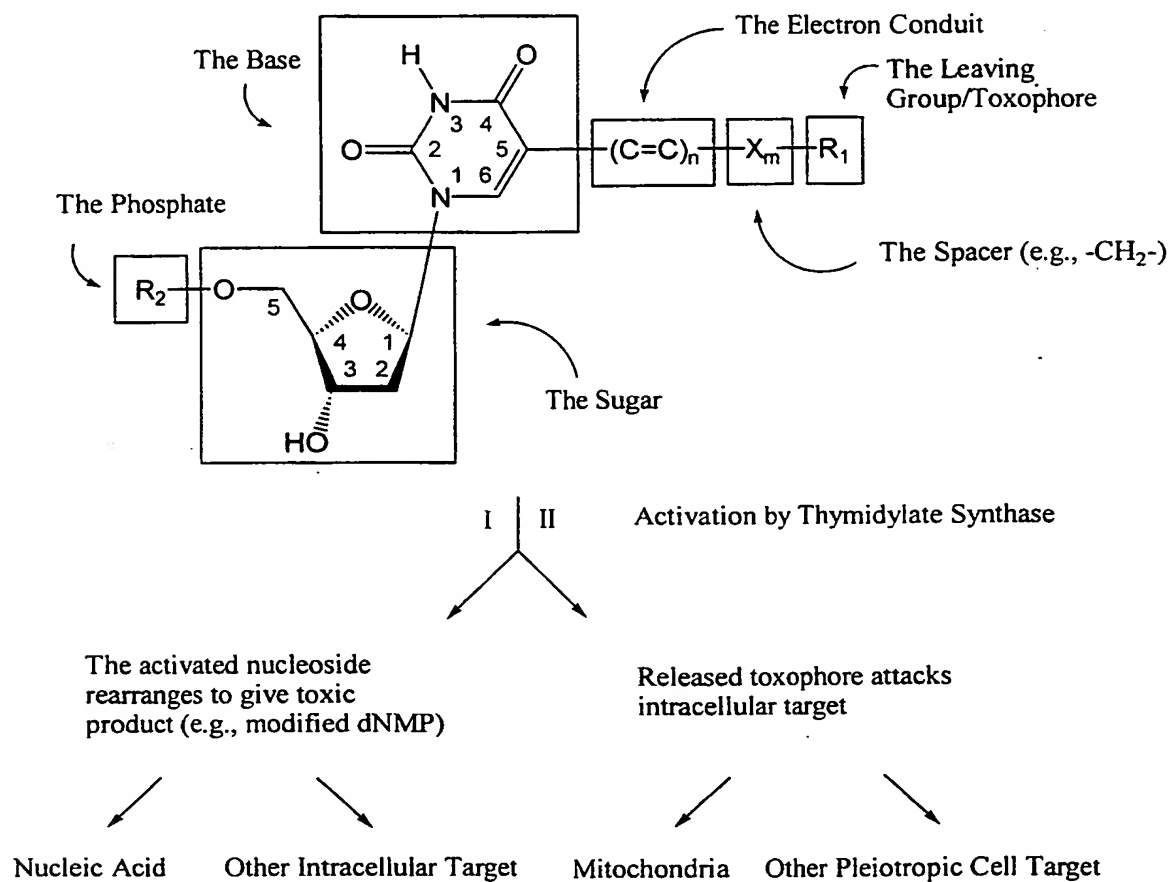 The Electron Conduit
The Base
The Leaving
Group/Toxophore
H
O
N
3
4
O
2
5
(C=C)n
Xm
R1
1
6
N
The Phosphate
The Spacer (e.g., -CH2-)
R2
O
5
O
4
1
3
2
The Sugar
HO
I
II
Activation by Thymidylate Synthase
The activated nucleoside
rearranges to give toxic
product (e.g., modified dNMP)
Released toxophore attacks
intracellular target
Nucleic Acid
Other Intracellular Target
Mitochondria
Other Pleiotropic Cell Target